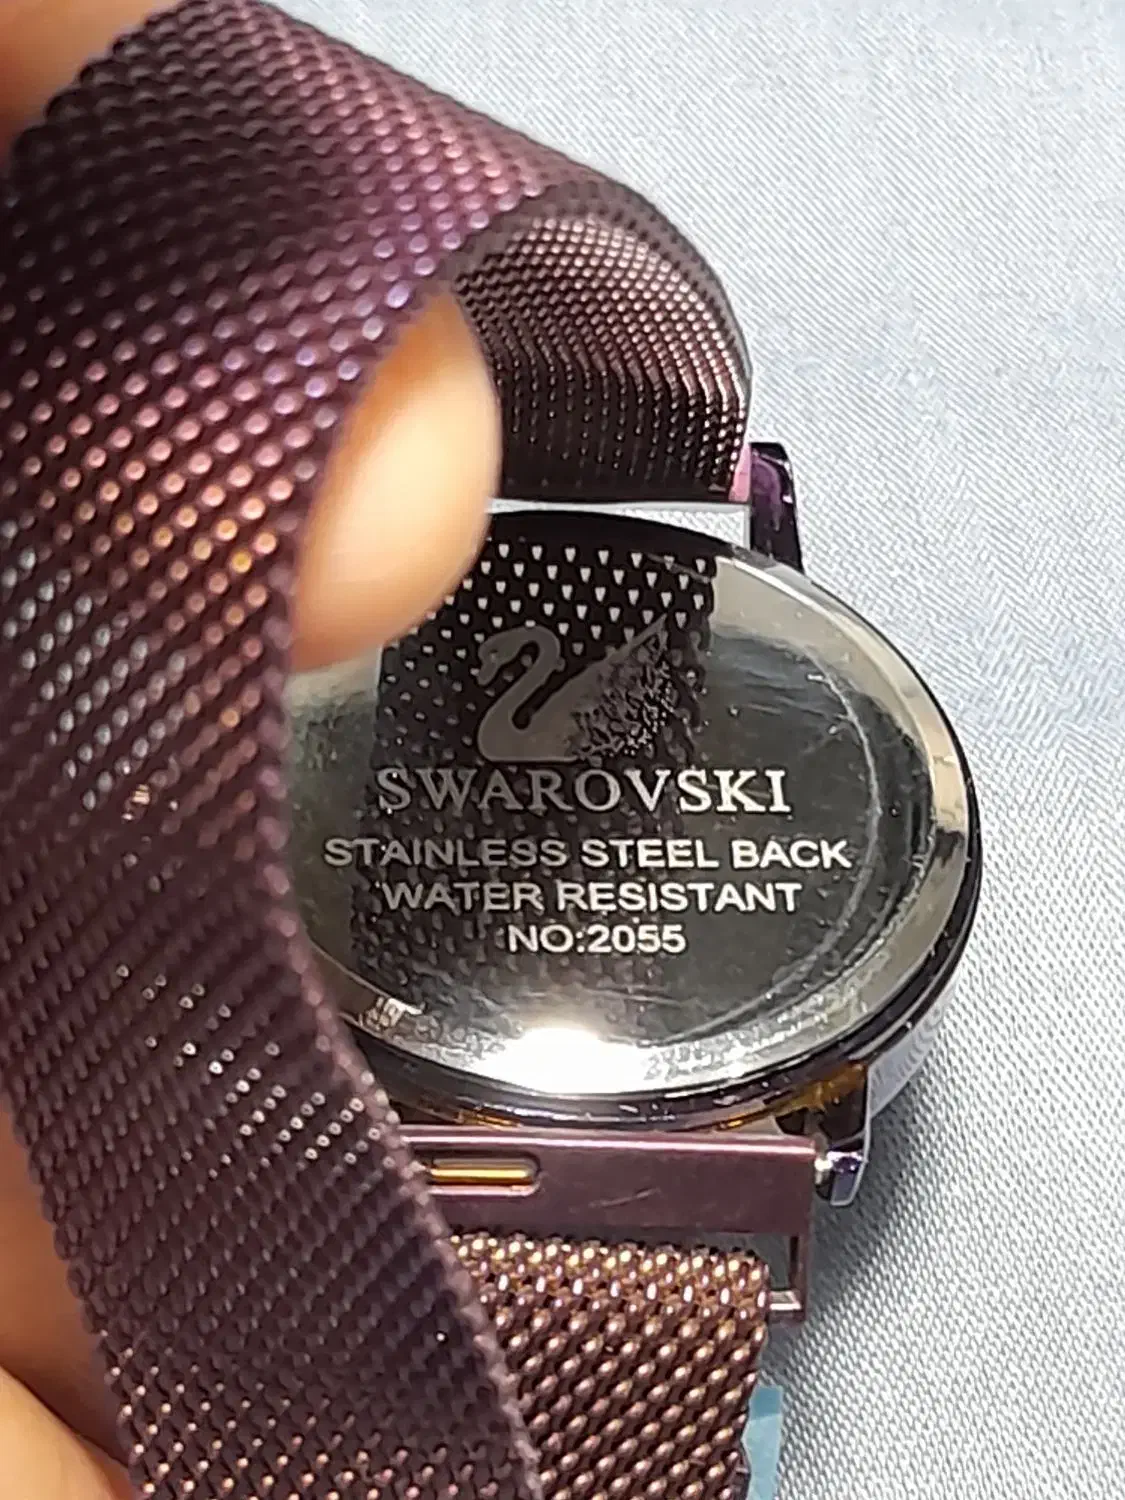 SWAROVSKI
STAINLESS STEEL BACK
WATER RESISTANT
NO:2055